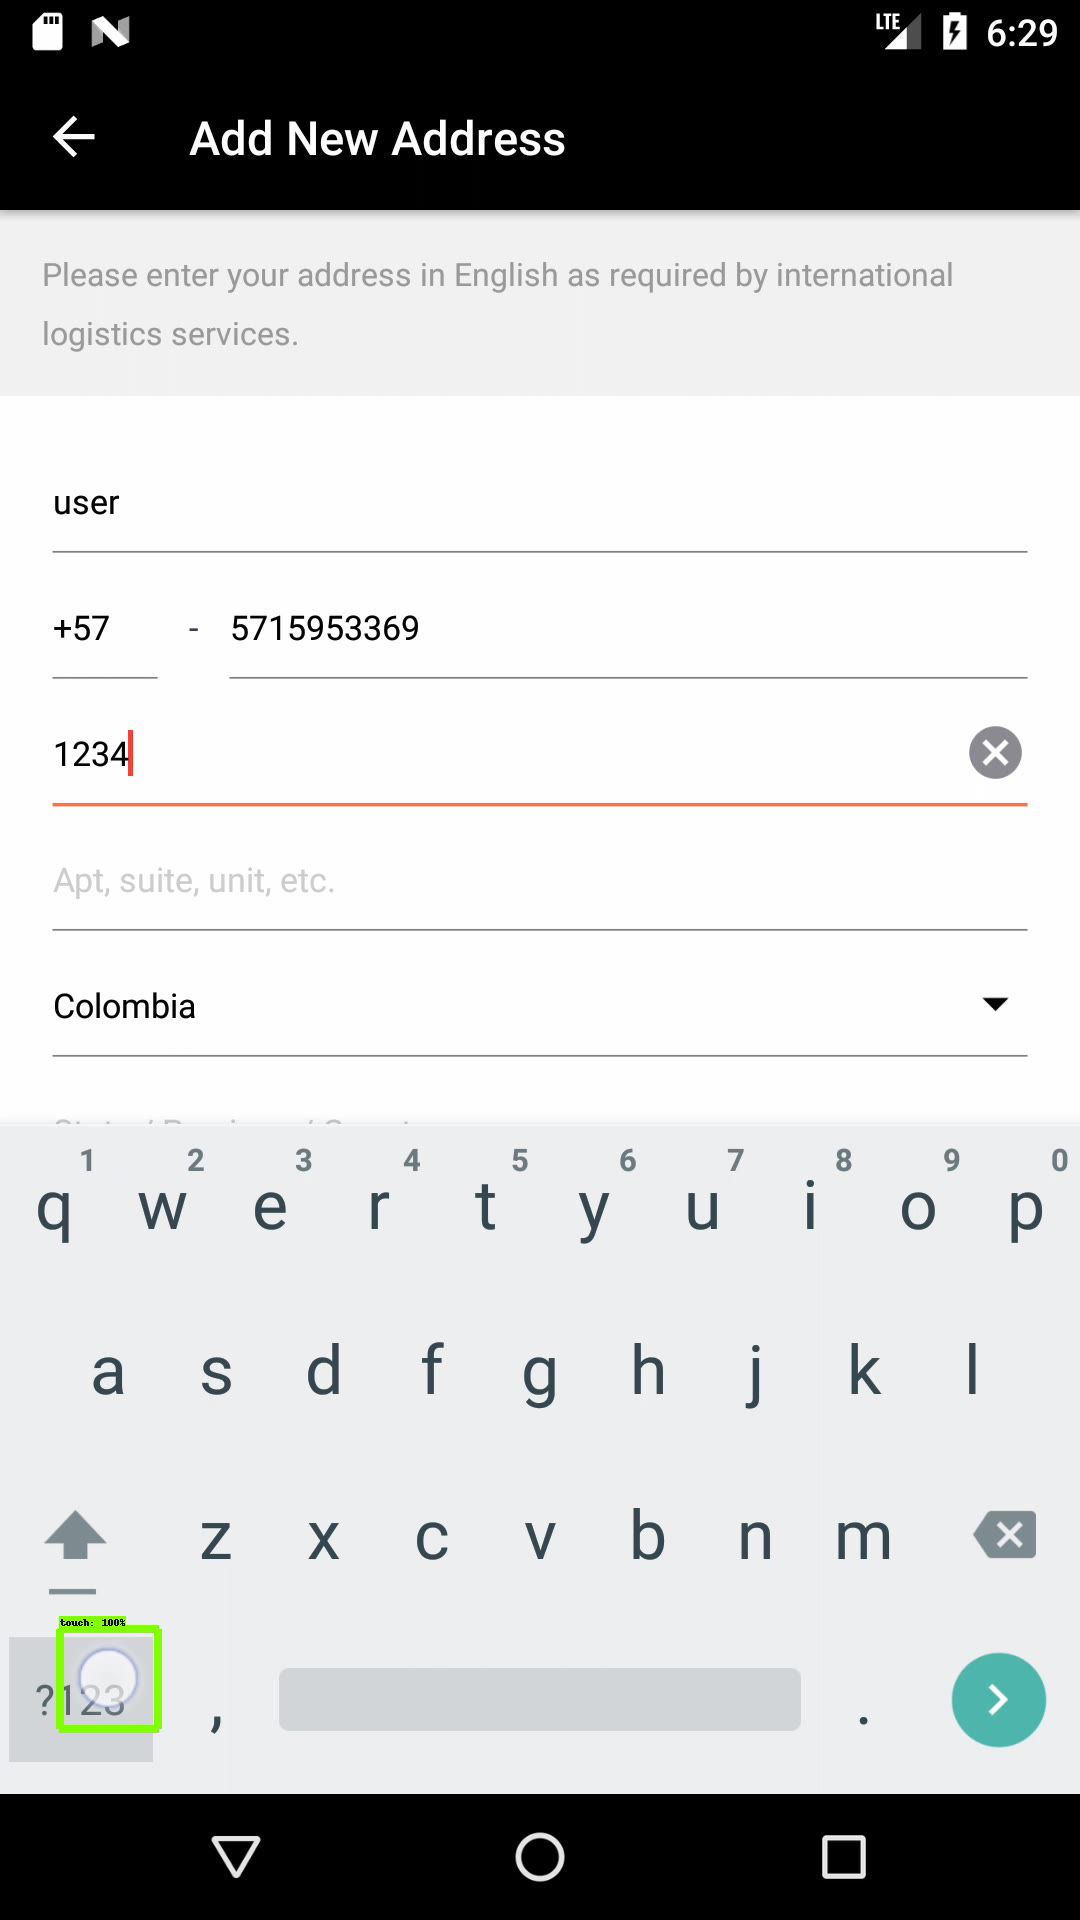 LTE 6:29
Add New Address
Please enter your address in English as required by international
logistics services.
user
+57 - 5715953369
1234
Apt, suite, unit, etc.
Colombia
1 2 3 4 5 6 7 8 9 0
q w e r t y u i o p
a s d f g h j k l
z x c v b n m
touch: 100%
?123 , .